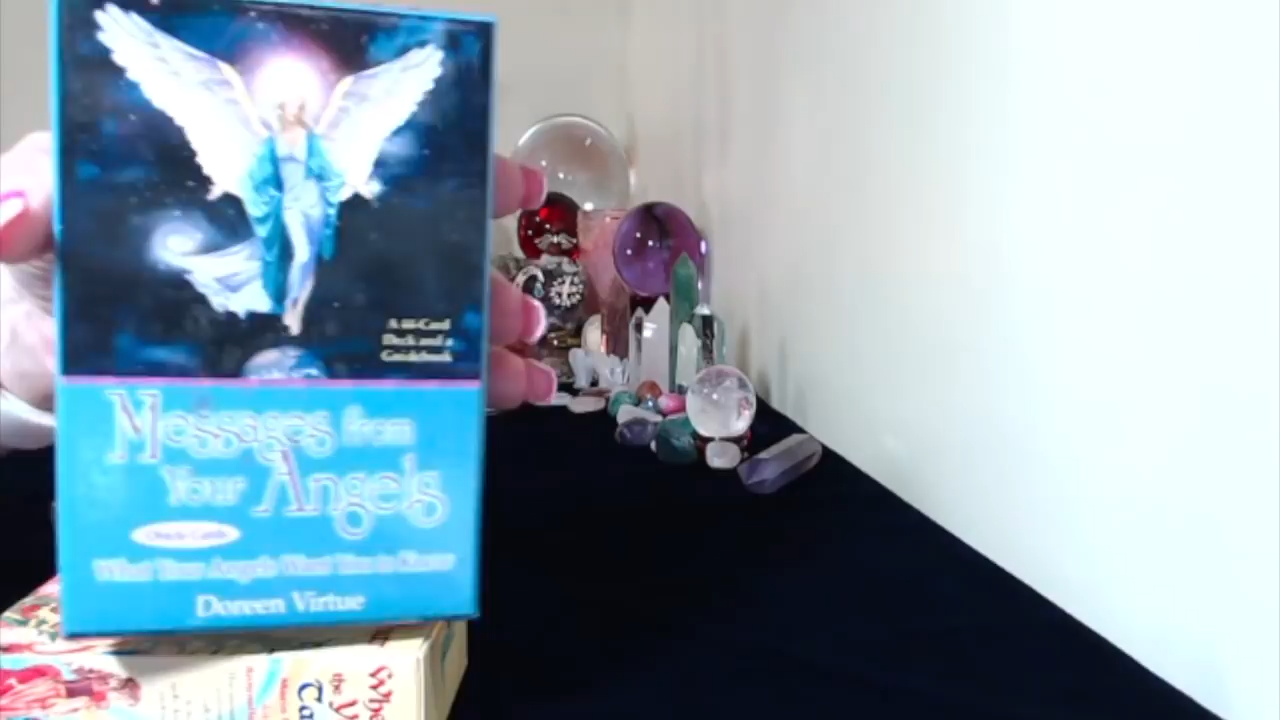 A 44-Card
Deck and a
Guidebook
Messages from
Your Angels
Oracle Cards
What Your Angels Want You to Know
Doreen Virtue
the